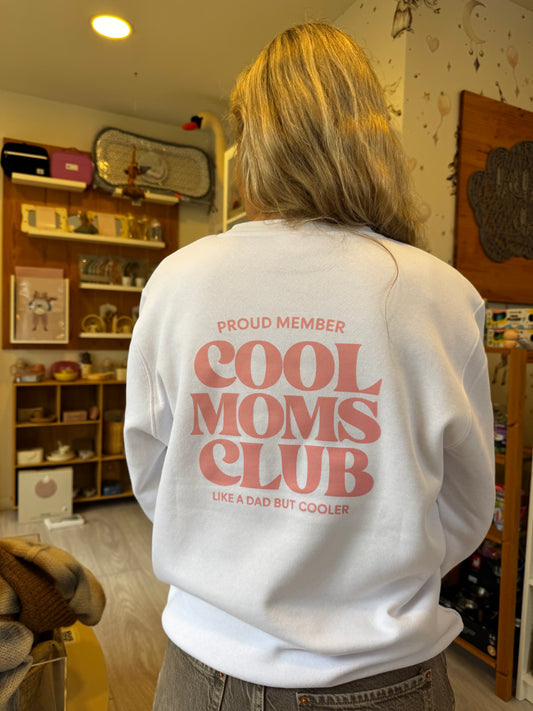 PROUD MEMBER
COOL
MOMS
CLUB
LIKE A DAD BUT COOLER